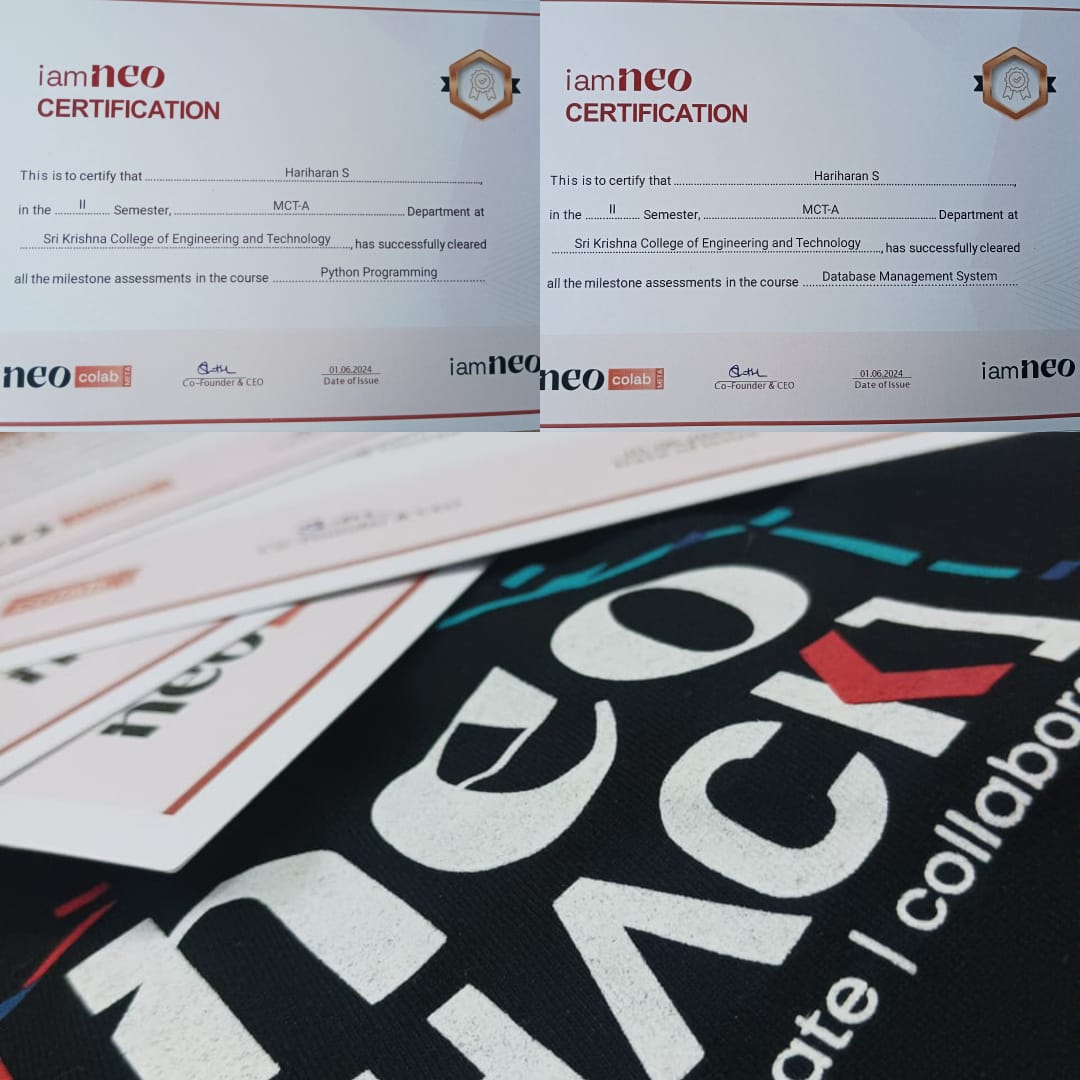 iamneo
CERTIFICATION
This is to certify that Hariharan S,
in the II Semester, MCT-A Department at
Sri Krishna College of Engineering and Technology, has successfully cleared
all the milestone assessments in the course Python Programming
neo colab META
Co-Founder & CEO
01.06.2024
Date of Issue
iamneo
iamneo
CERTIFICATION
This is to certify that Hariharan S,
in the II Semester, MCT-A Department at
Sri Krishna College of Engineering and Technology, has successfully cleared
all the milestone assessments in the course Database Management System
neo colab META
Co-Founder & CEO
01.06.2024
Date of Issue
iamneo
neo
neo
HACK
ate | collabor